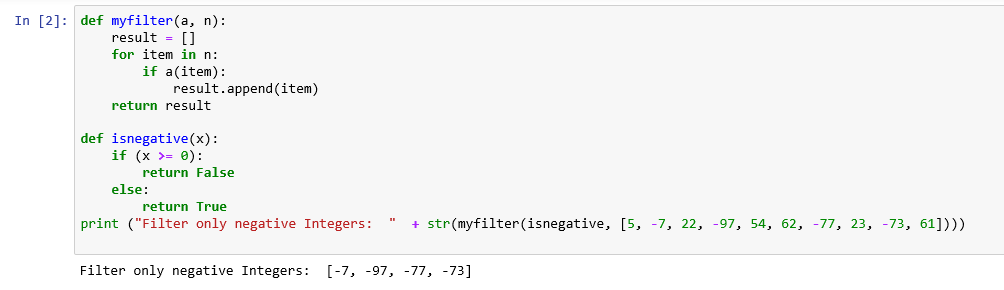 In [2]: def myfilter(a, n):
    result = []
    for item in n:
        if a(item):
            result.append(item)
    return result

def isnegative(x):
    if (x >= 0):
        return False
    else:
        return True
print ("Filter only negative Integers:  "  + str(myfilter(isnegative, [5, -7, 22, -97, 54, 62, -77, 23, -73, 61])))
Filter only negative Integers:  [-7, -97, -77, -73]